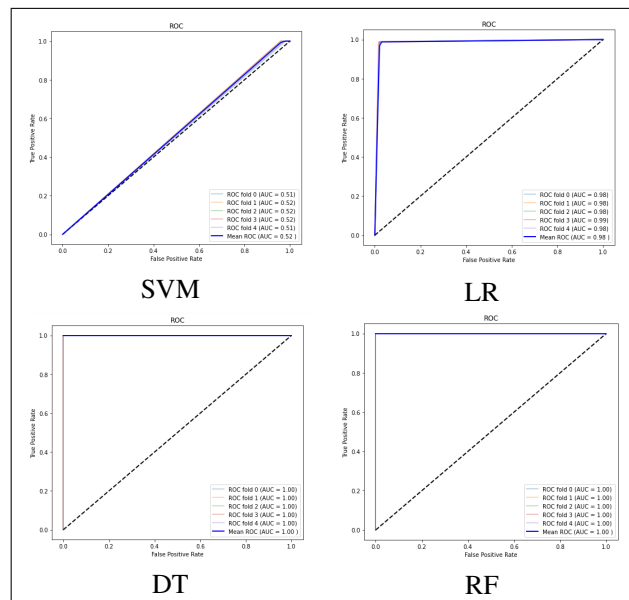 ROC
True Positive Rate
1.0
0.8
0.6
0.4
0.2
0.0
ROC fold 0 (AUC = 0.51)
ROC fold 1 (AUC = 0.52)
ROC fold 2 (AUC = 0.52)
ROC fold 3 (AUC = 0.52)
ROC fold 4 (AUC = 0.51)
Mean ROC (AUC = 0.52 )
0.0 0.2 0.4 0.6 0.8 1.0
False Positive Rate
SVM
ROC
True Positive Rate
1.0
0.8
0.6
0.4
0.2
0.0
ROC fold 0 (AUC = 0.98)
ROC fold 1 (AUC = 0.98)
ROC fold 2 (AUC = 0.98)
ROC fold 3 (AUC = 0.99)
ROC fold 4 (AUC = 0.98)
Mean ROC (AUC = 0.98 )
0.0 0.2 0.4 0.6 0.8 1.0
False Positive Rate
LR
ROC
True Positive Rate
1.0
0.8
0.6
0.4
0.2
0.0
ROC fold 0 (AUC = 1.00)
ROC fold 1 (AUC = 1.00)
ROC fold 2 (AUC = 1.00)
ROC fold 3 (AUC = 1.00)
ROC fold 4 (AUC = 1.00)
Mean ROC (AUC = 1.00 )
0.0 0.2 0.4 0.6 0.8 1.0
False Positive Rate
DT
ROC
True Positive Rate
1.0
0.8
0.6
0.4
0.2
0.0
ROC fold 0 (AUC = 1.00)
ROC fold 1 (AUC = 1.00)
ROC fold 2 (AUC = 1.00)
ROC fold 3 (AUC = 1.00)
ROC fold 4 (AUC = 1.00)
Mean ROC (AUC = 1.00 )
0.0 0.2 0.4 0.6 0.8 1.0
False Positive Rate
RF